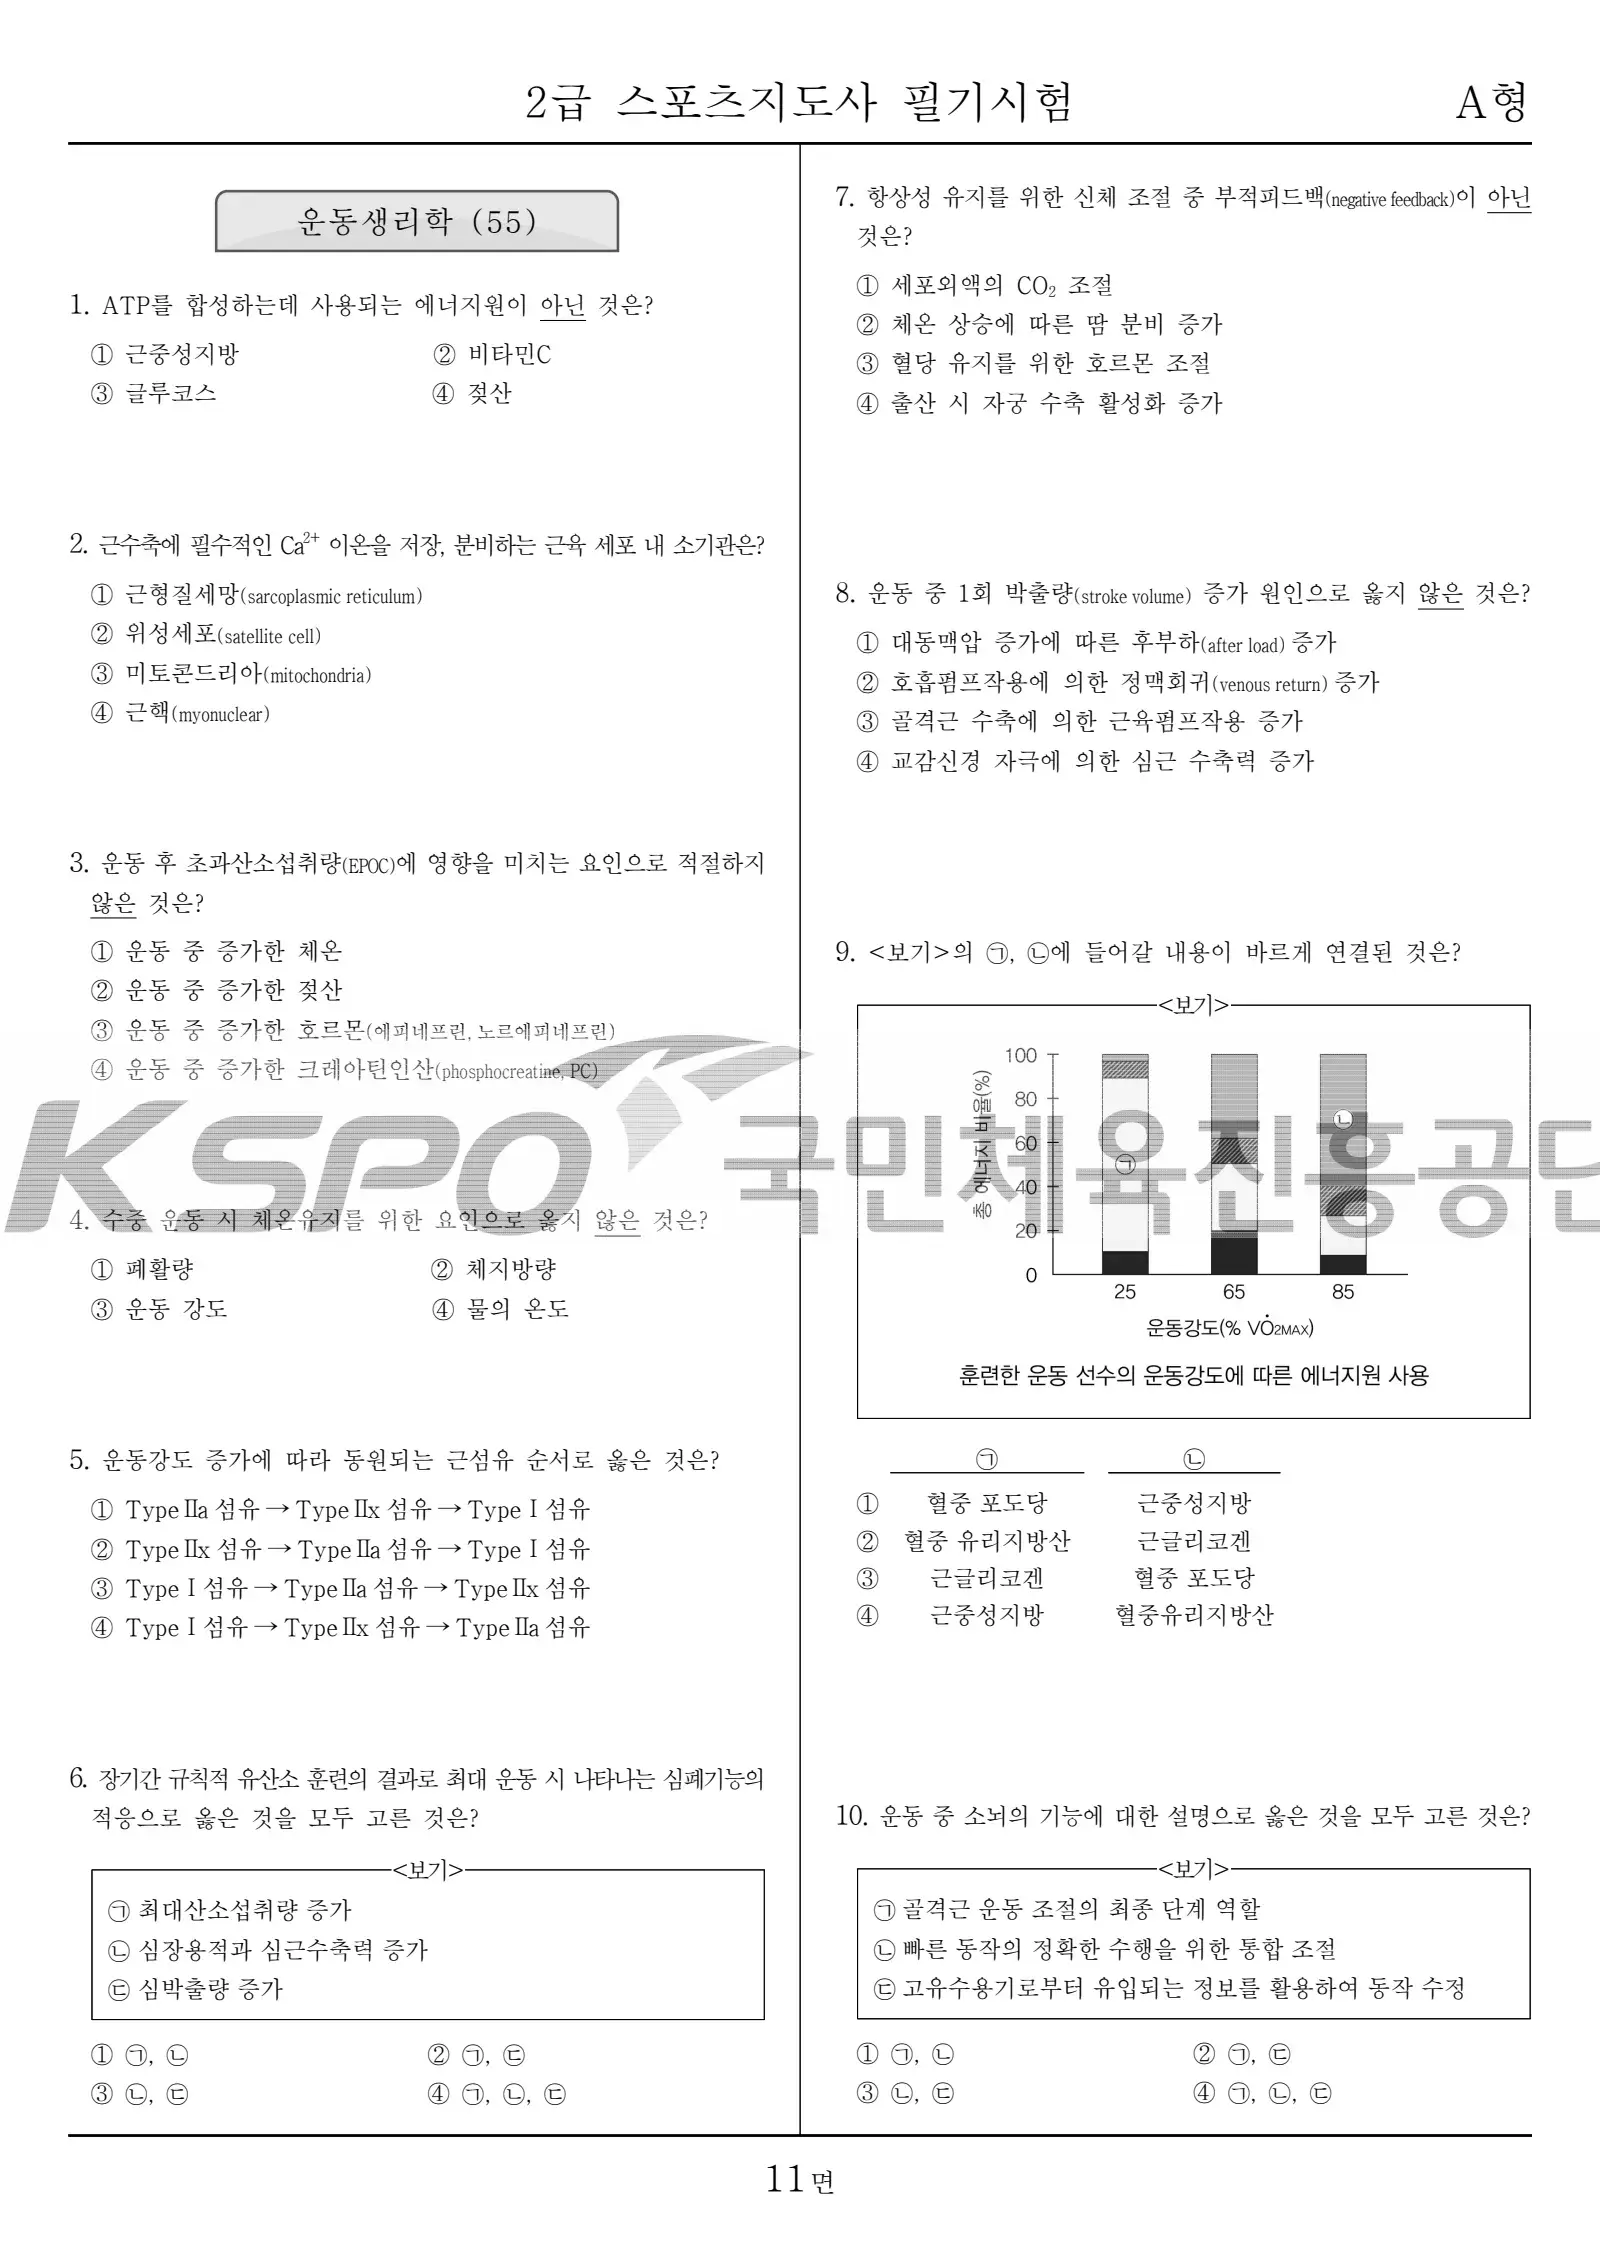 2급 스포츠지도사 필기시험
A형
운동생리학 (55)
1. ATP를 합성하는데 사용되는 에너지원이 아닌 것은?
① 근중성지방 ② 비타민C
③ 글루코스 ④ 젖산
2. 근수축에 필수적인 Ca²⁺ 이온을 저장, 분비하는 근육 세포 내 소기관은?
① 근형질세망(sarcoplasmic reticulum)
② 위성세포(satellite cell)
③ 미토콘드리아(mitochondria)
④ 근핵(myonuclear)
3. 운동 후 초과산소섭취량(EPOC)에 영향을 미치는 요인으로 적절하지
않은 것은?
① 운동 중 증가한 체온
② 운동 중 증가한 젖산
③ 운동 중 증가한 호르몬(에피네프린, 노르에피네프린)
④ 운동 중 증가한 크레아틴인산(phosphocreatine, PC)
KSPO 국민체육진흥공단
4. 수중 운동 시 체온유지를 위한 요인으로 옳지 않은 것은?
① 폐활량 ② 체지방량
③ 운동 강도 ④ 물의 온도
5. 운동강도 증가에 따라 동원되는 근섬유 순서로 옳은 것은?
① TypeⅡa 섬유 → TypeⅡx 섬유 → TypeⅠ섬유
② TypeⅡx 섬유 → TypeⅡa 섬유 → TypeⅠ섬유
③ TypeⅠ섬유 → TypeⅡa 섬유 → TypeⅡx 섬유
④ TypeⅠ섬유 → TypeⅡx 섬유 → TypeⅡa 섬유
6. 장기간 규칙적 유산소 훈련의 결과로 최대 운동 시 나타나는 심폐기능의
적응으로 옳은 것을 모두 고른 것은?
<보기>
㉠ 최대산소섭취량 증가
㉡ 심장용적과 심근수축력 증가
㉢ 심박출량 증가
① ㉠, ㉡ ② ㉠, ㉢
③ ㉡, ㉢ ④ ㉠, ㉡, ㉢
7. 항상성 유지를 위한 신체 조절 중 부적피드백(negative feedback)이 아닌
것은?
① 세포외액의 CO₂ 조절
② 체온 상승에 따른 땀 분비 증가
③ 혈당 유지를 위한 호르몬 조절
④ 출산 시 자궁 수축 활성화 증가
8. 운동 중 1회 박출량(stroke volume) 증가 원인으로 옳지 않은 것은?
① 대동맥압 증가에 따른 후부하(after load) 증가
② 호흡펌프작용에 의한 정맥회귀(venous return) 증가
③ 골격근 수축에 의한 근육펌프작용 증가
④ 교감신경 자극에 의한 심근 수축력 증가
9. <보기>의 ㉠, ㉡에 들어갈 내용이 바르게 연결된 것은?
<보기>
총 에너지 비율(%)
100
80
60
40
20
0
㉠
㉡
25 65 85
운동강도(% V̇O₂MAX)
훈련한 운동 선수의 운동강도에 따른 에너지원 사용
㉠ ㉡
① 혈중 포도당 근중성지방
② 혈중 유리지방산 근글리코겐
③ 근글리코겐 혈중 포도당
④ 근중성지방 혈중유리지방산
10. 운동 중 소뇌의 기능에 대한 설명으로 옳은 것을 모두 고른 것은?
<보기>
㉠ 골격근 운동 조절의 최종 단계 역할
㉡ 빠른 동작의 정확한 수행을 위한 통합 조절
㉢ 고유수용기로부터 유입되는 정보를 활용하여 동작 수정
① ㉠, ㉡ ② ㉠, ㉢
③ ㉡, ㉢ ④ ㉠, ㉡, ㉢
11면